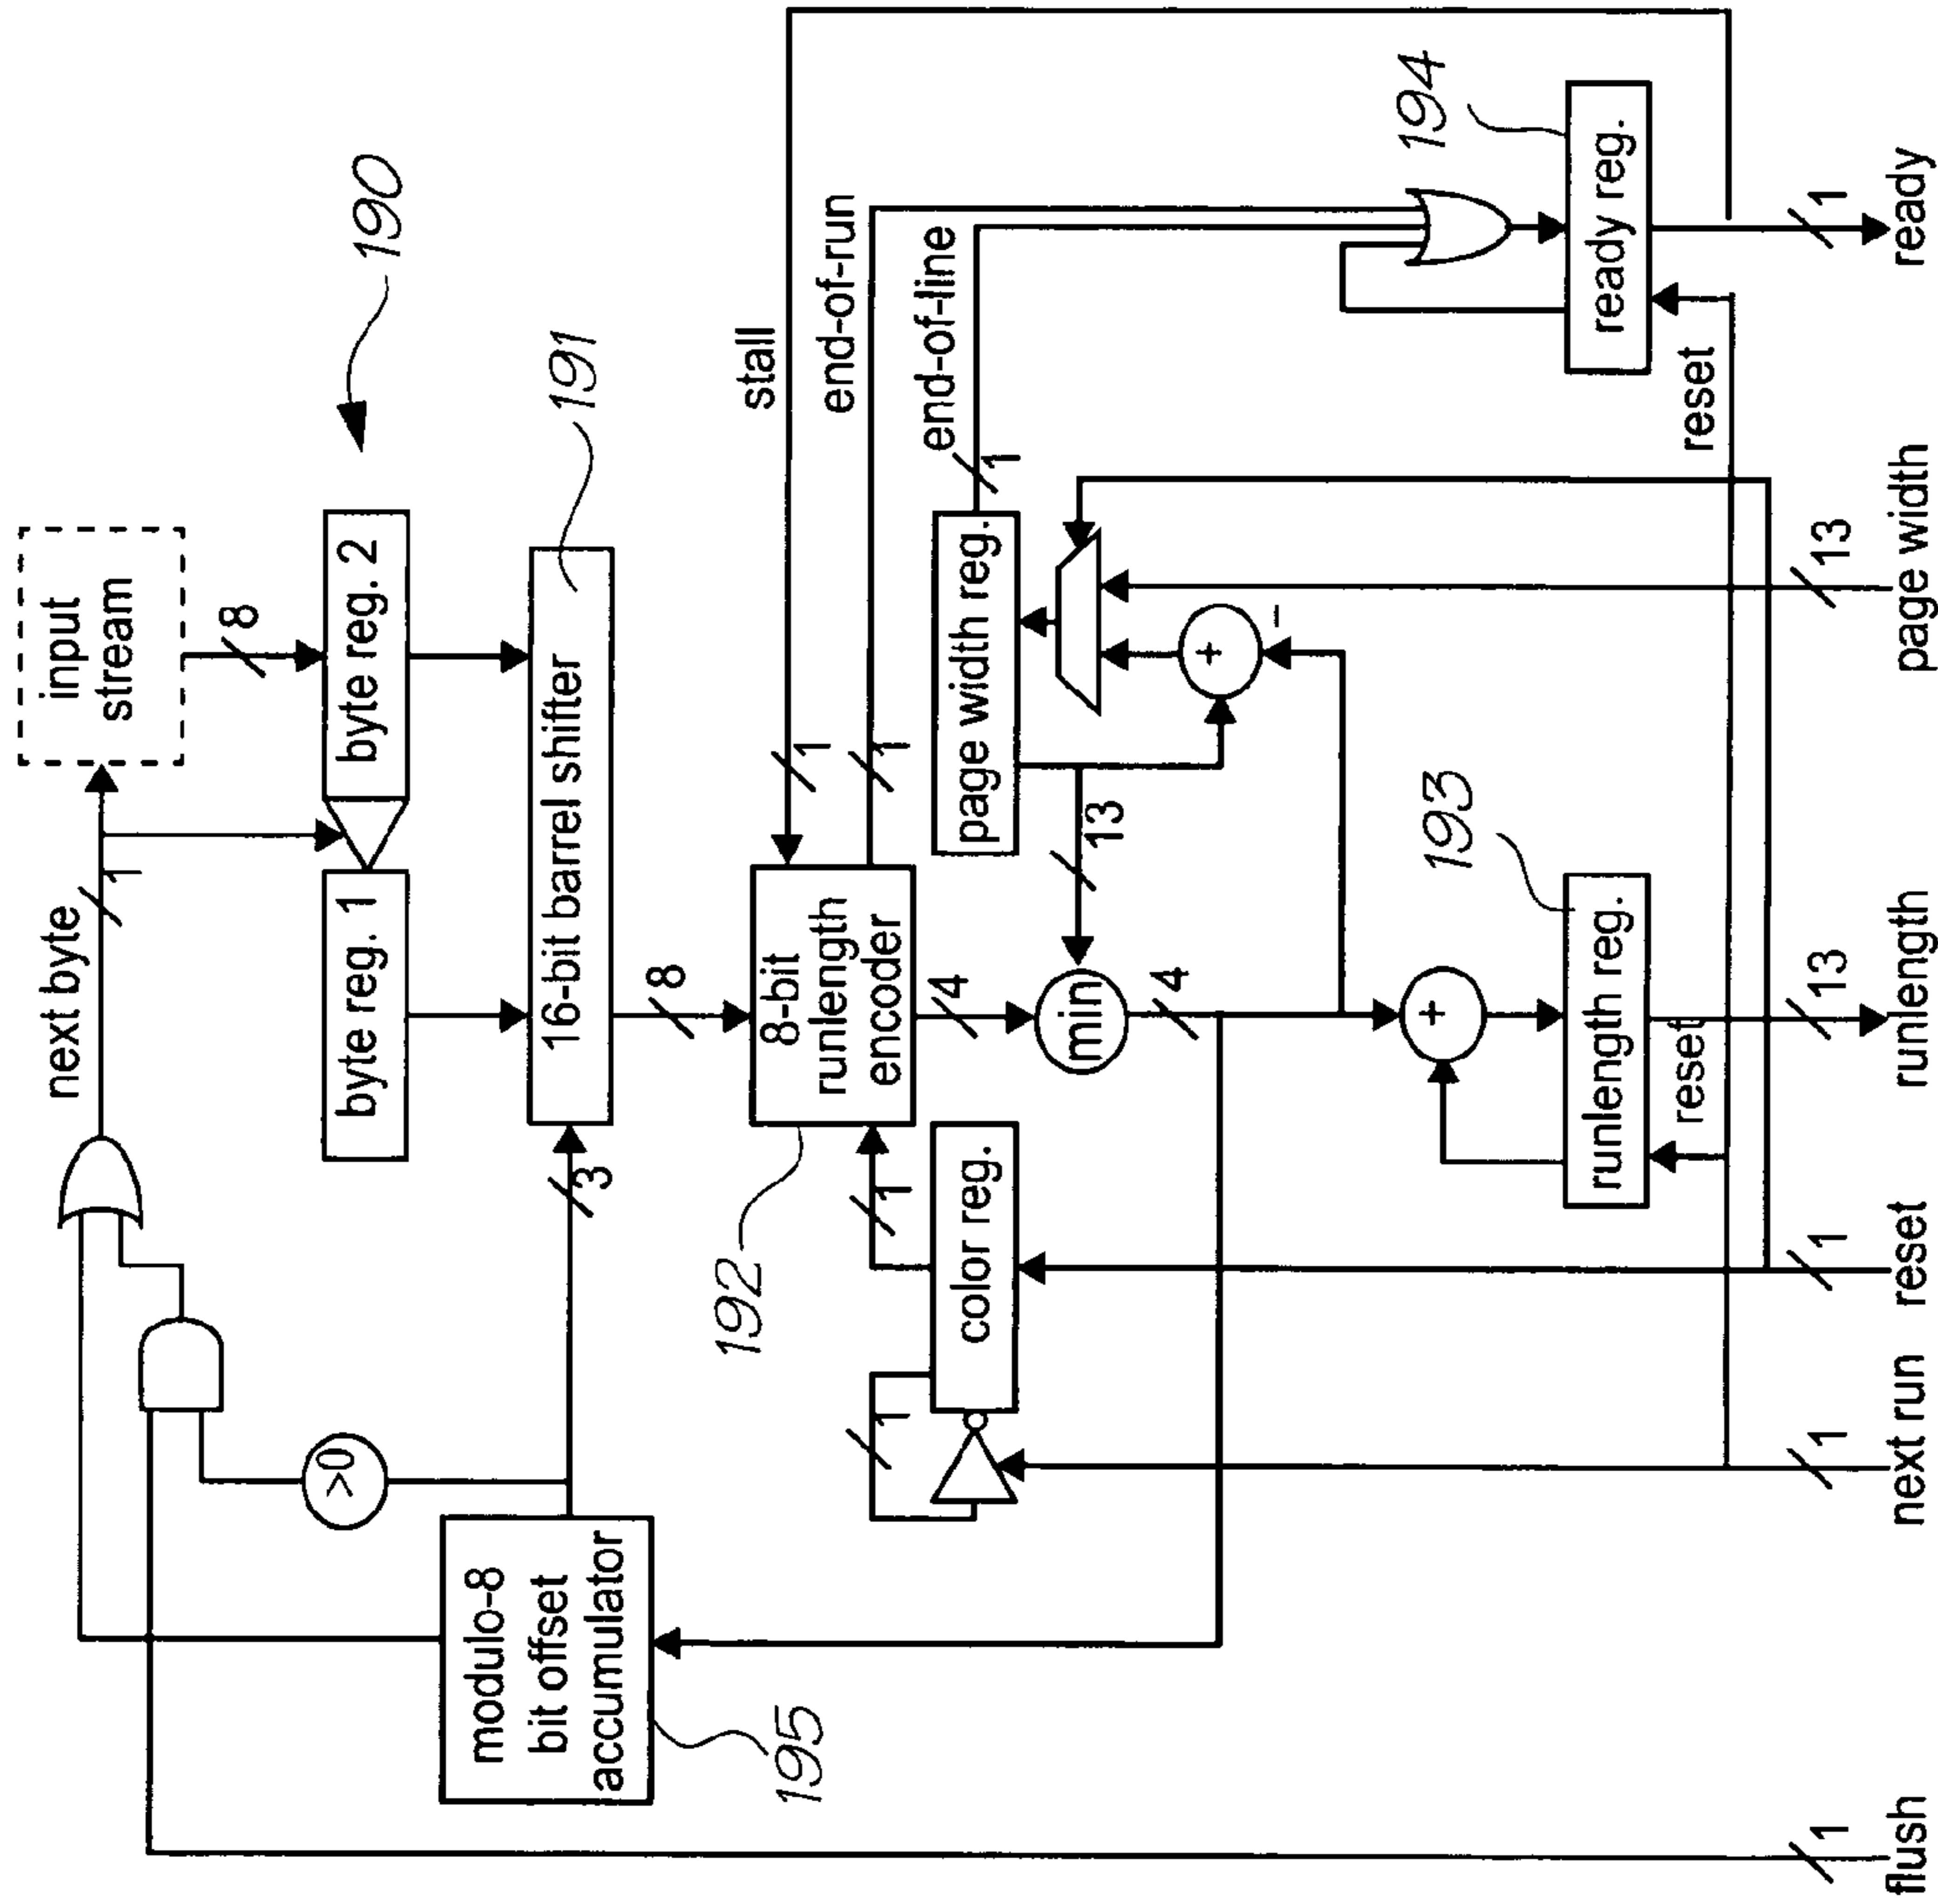 190
input
stream
8
next byte
1
byte reg. 1
byte reg. 2
191
16-bit barrel shifter
3
8
>0
modulo-8
bit offset
accumulator
195
192
8-bit
runlength
encoder
stall
1
end-of-run
1
end-of-line
1
page width reg.
13
1
color reg.
1
4
min
4
+
−
+
193
runlength reg.
reset
194
ready reg.
reset
1
flush
1
next run
1
reset
13
runlength
13
page width
1
ready